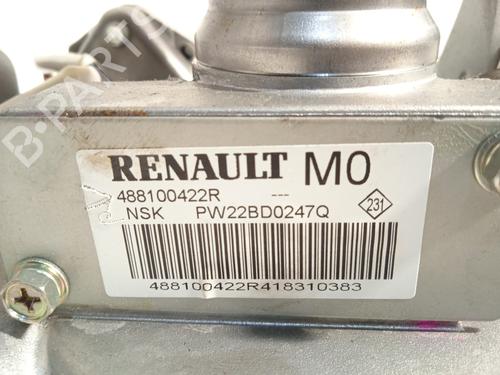 B-PARTS
RENAULT M0
488100422R ---
NSK PW22BD0247Q
231
488100422R418310383